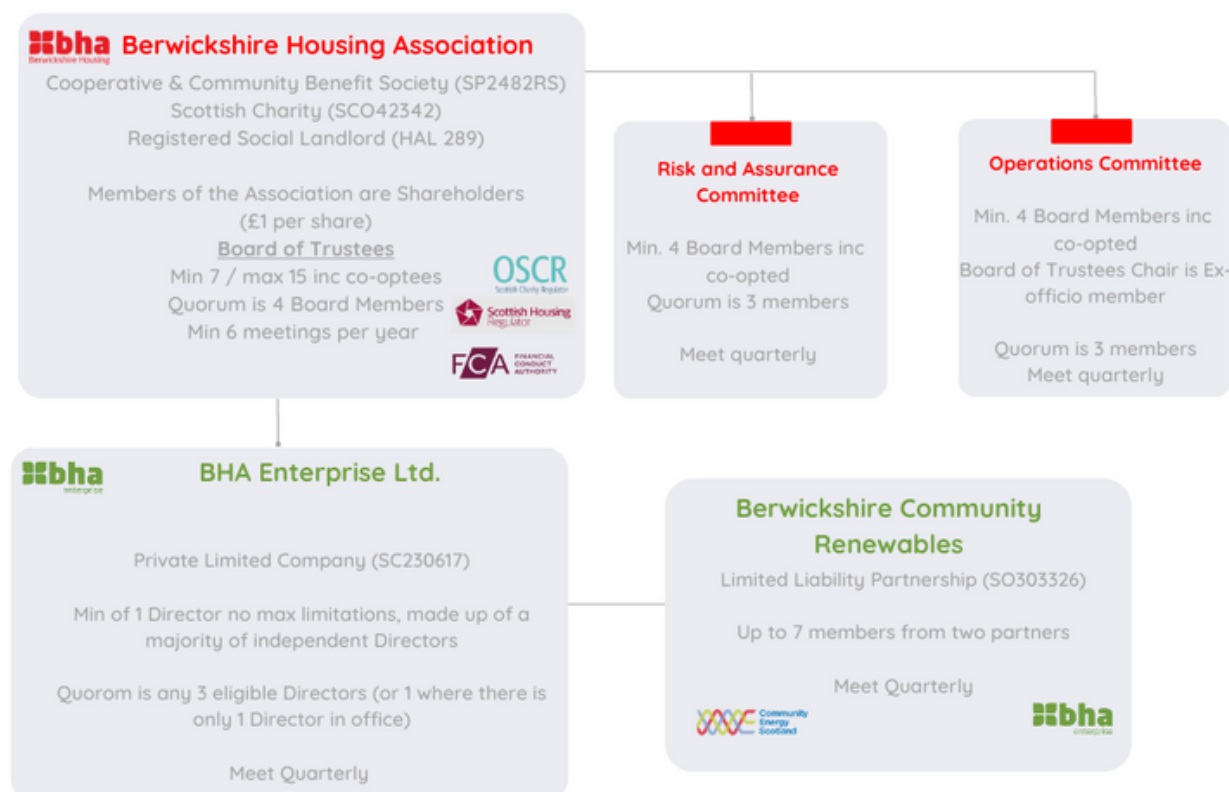 bha
Berwickshire Housing
Berwickshire Housing Association
Cooperative & Community Benefit Society (SP2482RS)
Scottish Charity (SCO42342)
Registered Social Landlord (HAL 289)
Members of the Association are Shareholders
(£1 per share)
Board of Trustees
Min 7 / max 15 inc co-optees
Quorum is 4 Board Members
Min 6 meetings per year
OSCR
Scottish Charity Regulator
Scottish Housing
Regulator
FCA FINANCIAL
CONDUCT
AUTHORITY
Risk and Assurance
Committee
Min. 4 Board Members inc
co-opted
Quorum is 3 members
Meet quarterly
Operations Committee
Min. 4 Board Members inc
co-opted
Board of Trustees Chair is Ex-
officio member
Quorum is 3 members
Meet quarterly
bha
enterprise
BHA Enterprise Ltd.
Private Limited Company (SC230617)
Min of 1 Director no max limitations, made up of a
majority of independent Directors
Quorom is any 3 eligible Directors (or 1 where there is
only 1 Director in office)
Meet Quarterly
Berwickshire Community
Renewables
Limited Liability Partnership (SO303326)
Up to 7 members from two partners
Meet Quarterly
Community
Energy
Scotland
bha
enterprise